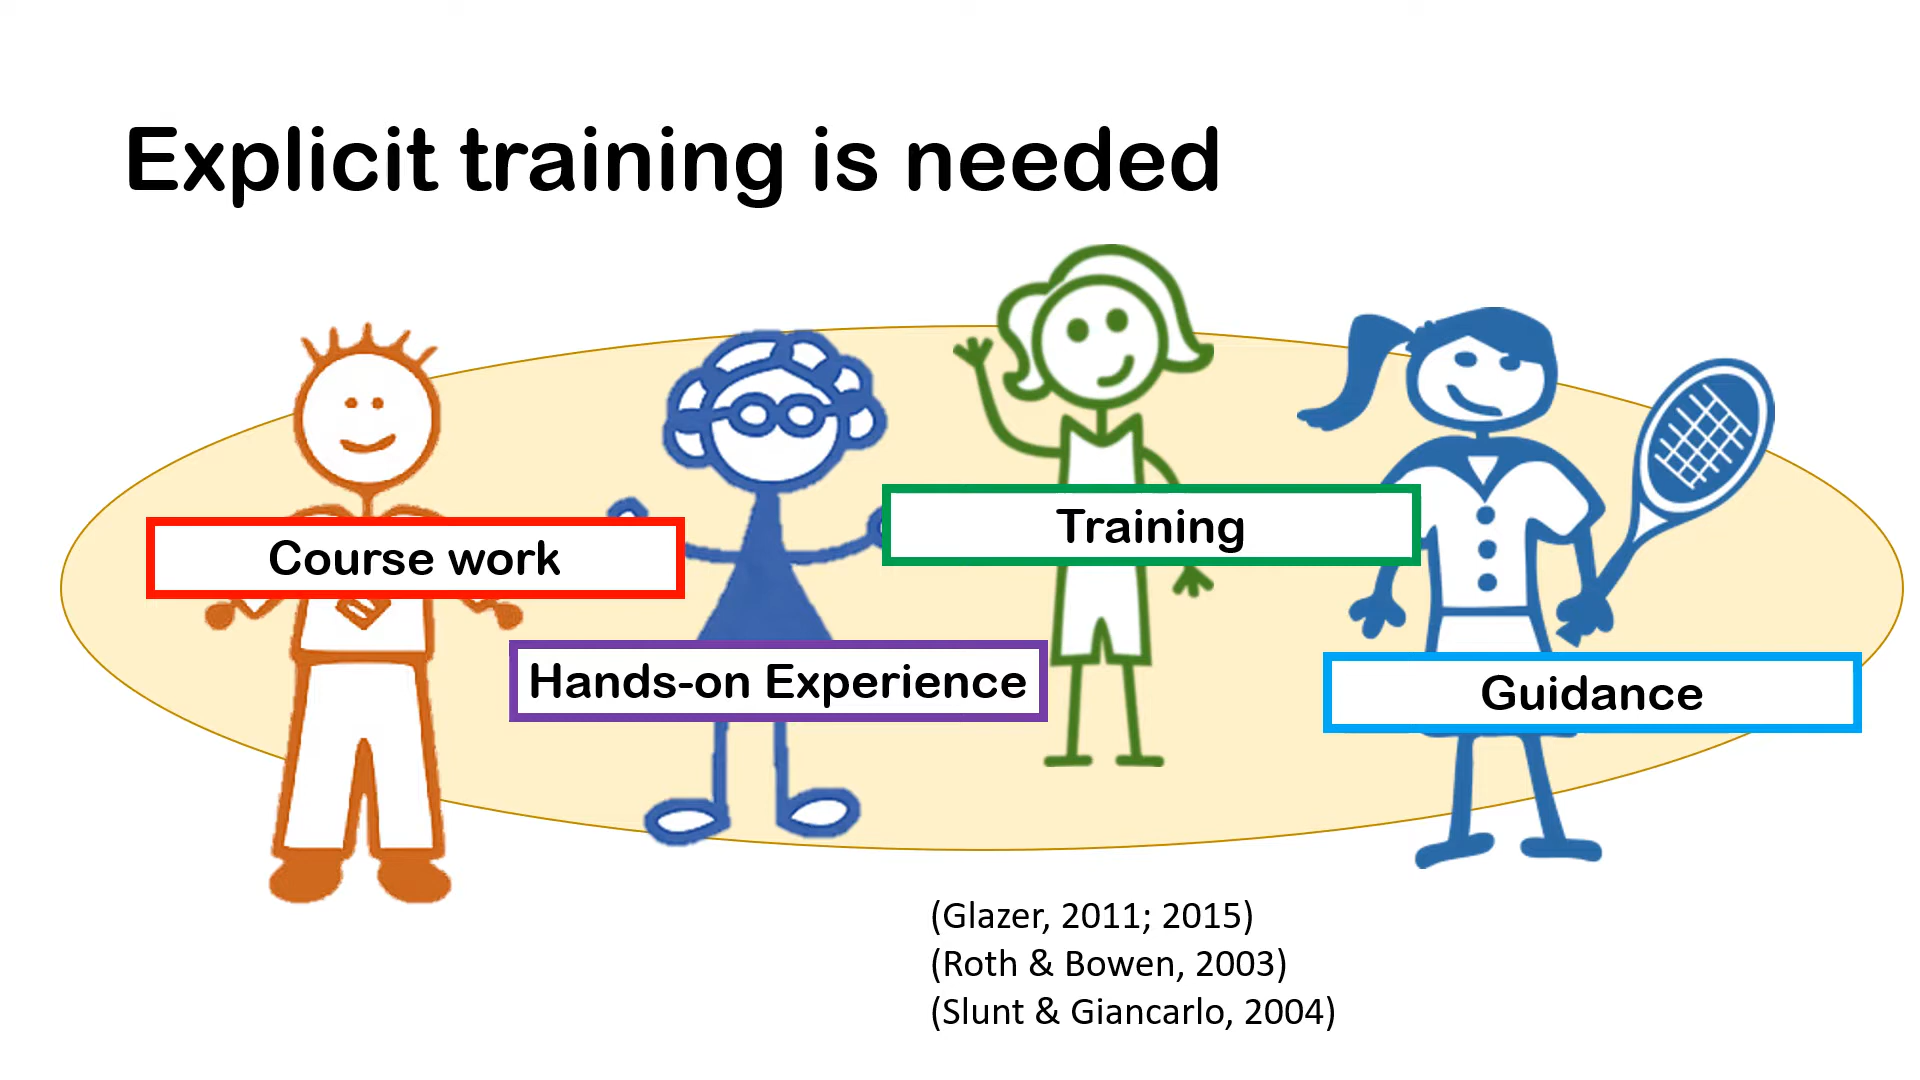 Explicit training is needed
Course work
Hands-on Experience
Training
Guidance
(Glazer, 2011; 2015)
(Roth & Bowen, 2003)
(Slunt & Giancarlo, 2004)